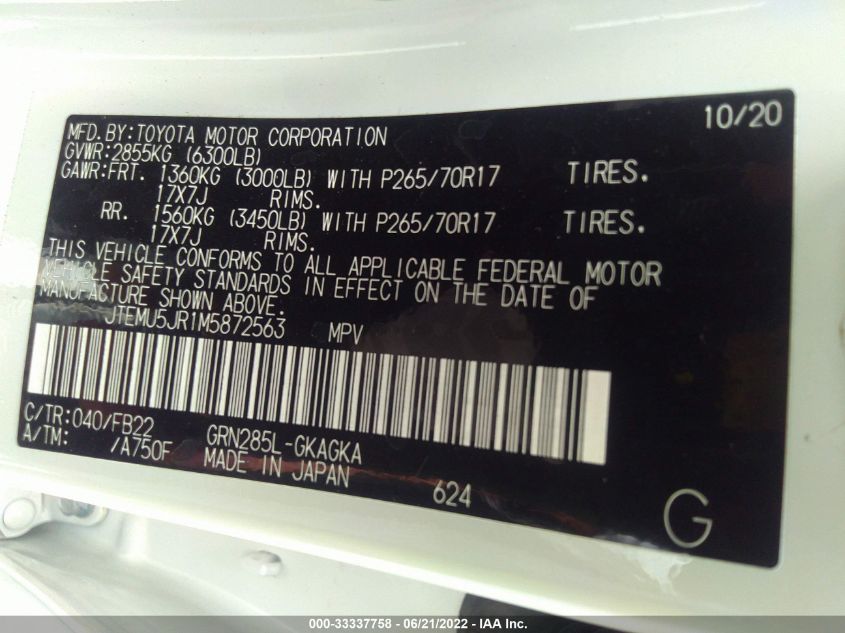 10/20
MFD. BY: TOYOTA MOTOR CORPORATION
GVWR: 2855KG (6300LB)
GAWR: FRT. 1360KG (3000LB) WITH P265/70R17 TIRES.
17X7J RIMS.
RR. 1560KG (3450LB) WITH P265/70R17 TIRES.
17X7J RIMS.
THIS VEHICLE CONFORMS TO ALL APPLICABLE FEDERAL MOTOR
VEHICLE SAFETY STANDARDS IN EFFECT ON THE DATE OF
MANUFACTURE SHOWN ABOVE.
JTEMU5JR1M5872563 MPV
C/TR: 040/FB22 GRN285L-GKAGKA
A/TM: /A750F MADE IN JAPAN
624
G
000-33337758 - 06/21/2022 - IAA Inc.